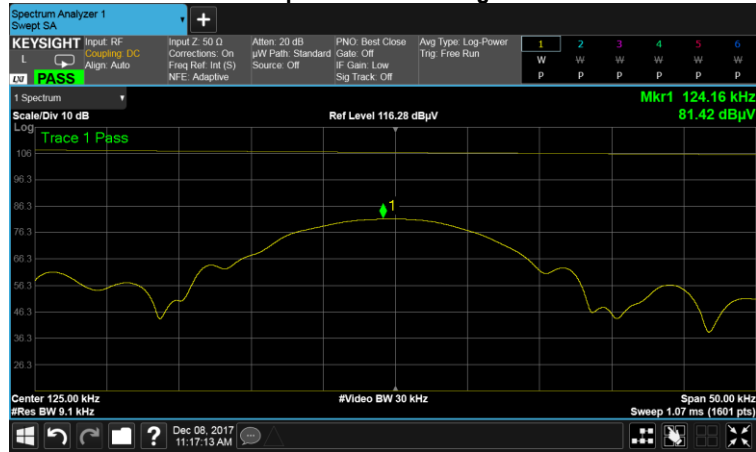 Spectrum Analyzer 1
Swept SA
+
KEYSIGHT Input: RF Input Z: 50 Ω Atten: 20 dB PNO: Best Close Avg Type: Log-Power 1 2 3 4 5 6
L Coupling: DC Corrections: On µW Path: Standard Gate: Off Trig: Free Run W W W W W W
Align: Auto Freq Ref: Int (S) Source: Off IF Gain: Low
LXI PASS NFE: Adaptive Sig Track: Off P P P P P P
1 Spectrum Mkr1 124.16 kHz
Scale/Div 10 dB Ref Level 116.28 dBµV 81.42 dBµV
Log
Trace 1 Pass
106
96.3
86.3
1
76.3
66.3
56.3
46.3
36.3
26.3
Center 125.00 kHz #Video BW 30 kHz Span 50.00 kHz
#Res BW 9.1 kHz Sweep 1.07 ms (1601 pts)
? Dec 08, 2017
11:17:13 AM